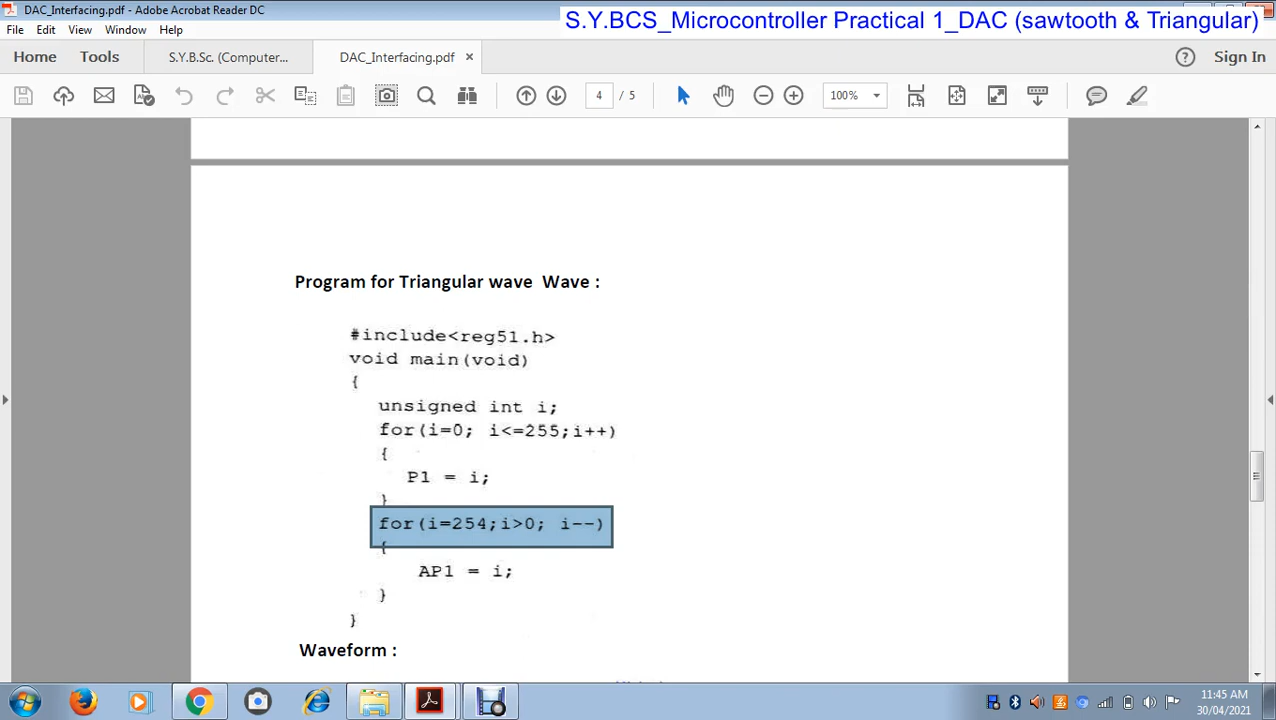 DAC_Interfacing.pdf - Adobe Acrobat Reader DC
S.Y.BCS_Microcontroller Practical 1_DAC (sawtooth & Triangular)
File Edit View Window Help
Home Tools S.Y.B.Sc. (Computer... DAC_Interfacing.pdf × ? Sign In
4 / 5 100%
Program for Triangular wave Wave :
#include<reg51.h>
void main(void)
{
unsigned int i;
for(i=0; i<=255;i++)
{
P1 = i;
}
for(i=254;i>0; i--)
{
AP1 = i;
}
}
Waveform :
11:45 AM
30/04/2021